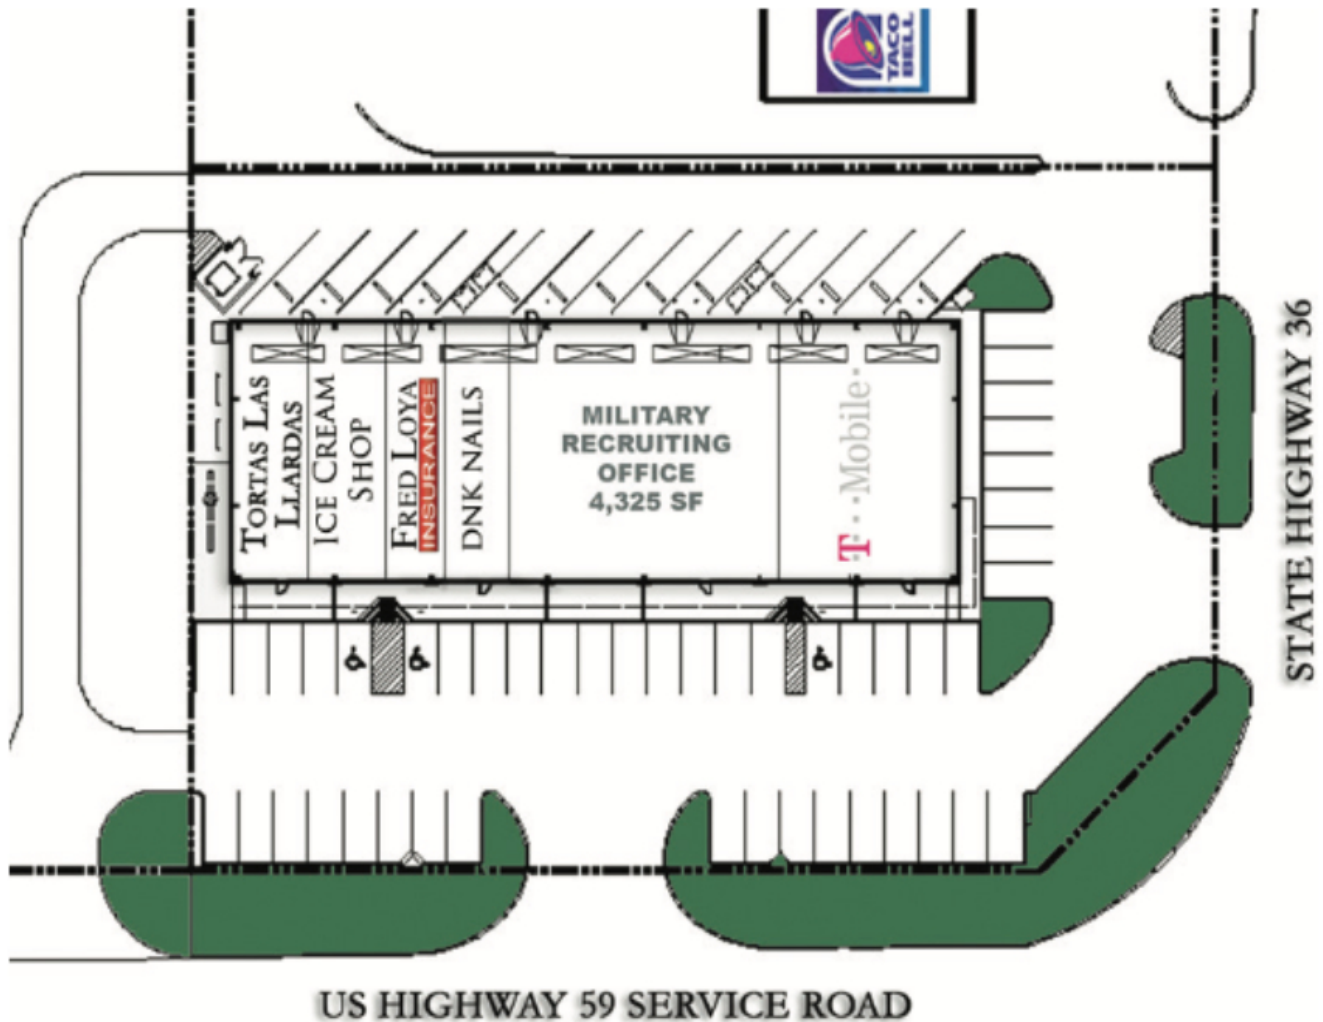 TACO
BELL
TORTAS LAS
LLARDAS
ICE CREAM
SHOP
FRED LOYA
INSURANCE
DNK NAILS
MILITARY
RECRUITING
OFFICE
4,325 SF
T · · · Mobile ·
STATE HIGHWAY 36
US HIGHWAY 59 SERVICE ROAD